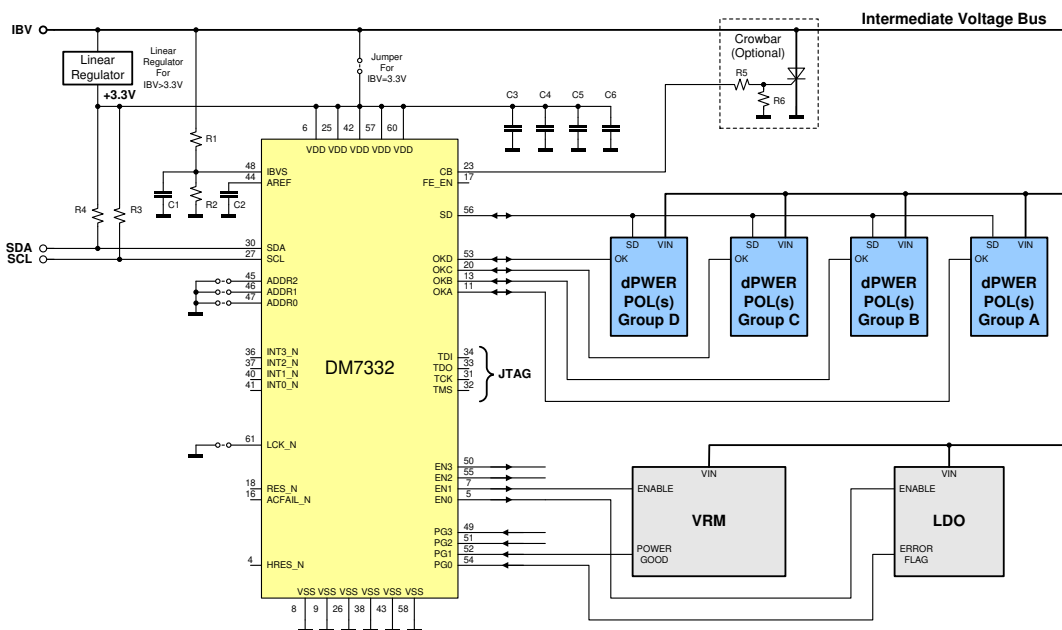 Intermediate Voltage Bus
IBV
Linear
Regulator
Linear
Regulator
For
IBV>3.3V
+3.3V
Jumper
For
IBV=3.3V
Crowbar
(Optional)
R5
R6
C3 C4 C5 C6
R1
R2
C1
C2
R4
R3
6 25 42 57 60
VDD VDD VDD VDD VDD
48 IBVS
44 AREF
SDA
SCL
30 SDA
27 SCL
45 ADDR2
46 ADDR1
47 ADDR0
36 INT3_N
37 INT2_N
40 INT1_N
41 INT0_N
61 LCK_N
18 RES_N
16 ACFAIL_N
4 HRES_N
DM7332
CB 23
FE_EN 17
SD 56
OKD 53
OKC 20
OKB 13
OKA 11
TDI 34
TDO 33
TCK 31
TMS 32
JTAG
EN3 50
EN2 55
EN1 7
EN0 5
PG3 49
PG2 51
PG1 52
PG0 54
VSS VSS VSS VSS VSS VSS
8 9 26 38 43 58
SD VIN
OK
dPWER
POL(s)
Group D
SD VIN
OK
dPWER
POL(s)
Group C
SD VIN
OK
dPWER
POL(s)
Group B
SD VIN
OK
dPWER
POL(s)
Group A
VIN
ENABLE
VRM
POWER
GOOD
VIN
ENABLE
LDO
ERROR
FLAG